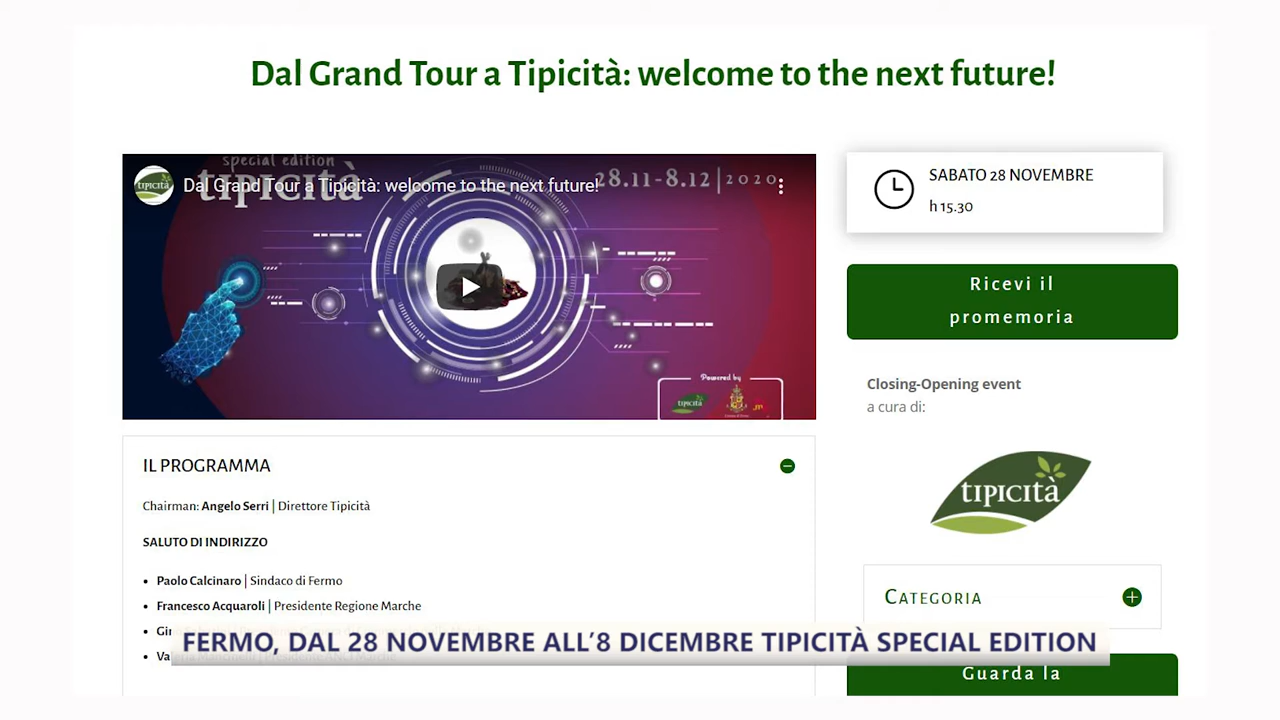 Dal Grand Tour a Tipicità: welcome to the next future!
special edition
tipicità
Dal Grand Tour a Tipicità: welcome to the next future!
28.11-8.12 | 2020
Powered by
tipicità
SABATO 28 NOVEMBRE
h 15.30
Ricevi il
promemoria
Closing-Opening event
a cura di:
tipicità
IL PROGRAMMA
Chairman: Angelo Serri | Direttore Tipicità
SALUTO DI INDIRIZZO
• Paolo Calcinaro | Sindaco di Fermo
• Francesco Acquaroli | Presidente Regione Marche
CATEGORIA
FERMO, DAL 28 NOVEMBRE ALL'8 DICEMBRE TIPICITÀ SPECIAL EDITION
Guarda la